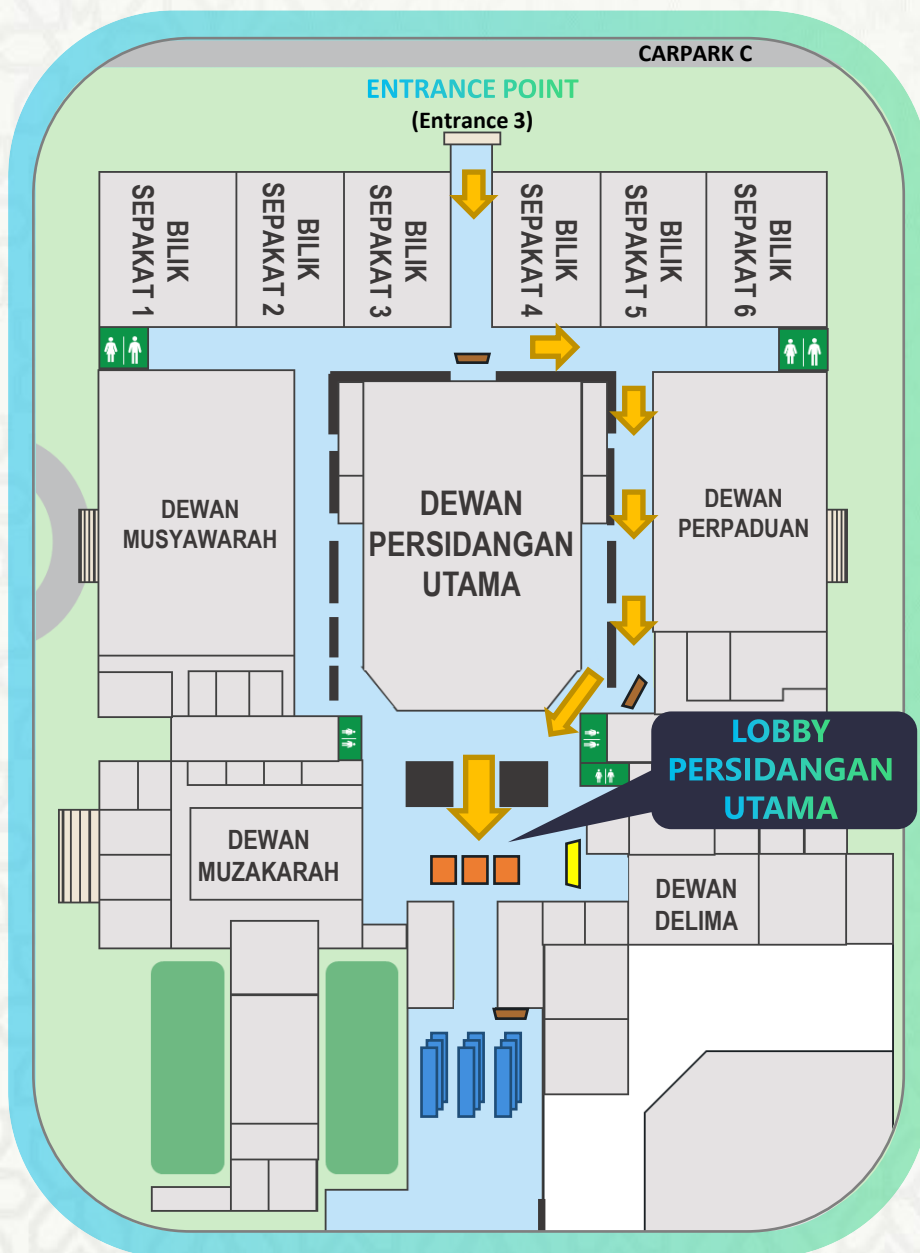 CARPARK C
ENTRANCE POINT
(Entrance 3)
BILIK
SEPAKAT 1
BILIK
SEPAKAT 2
BILIK
SEPAKAT 3
BILIK
SEPAKAT 4
BILIK
SEPAKAT 5
BILIK
SEPAKAT 6
DEWAN
MUSYAWARAH
DEWAN
PERSIDANGAN
UTAMA
DEWAN
PERPADUAN
LOBBY
PERSIDANGAN
UTAMA
DEWAN
MUZAKARAH
DEWAN
DELIMA